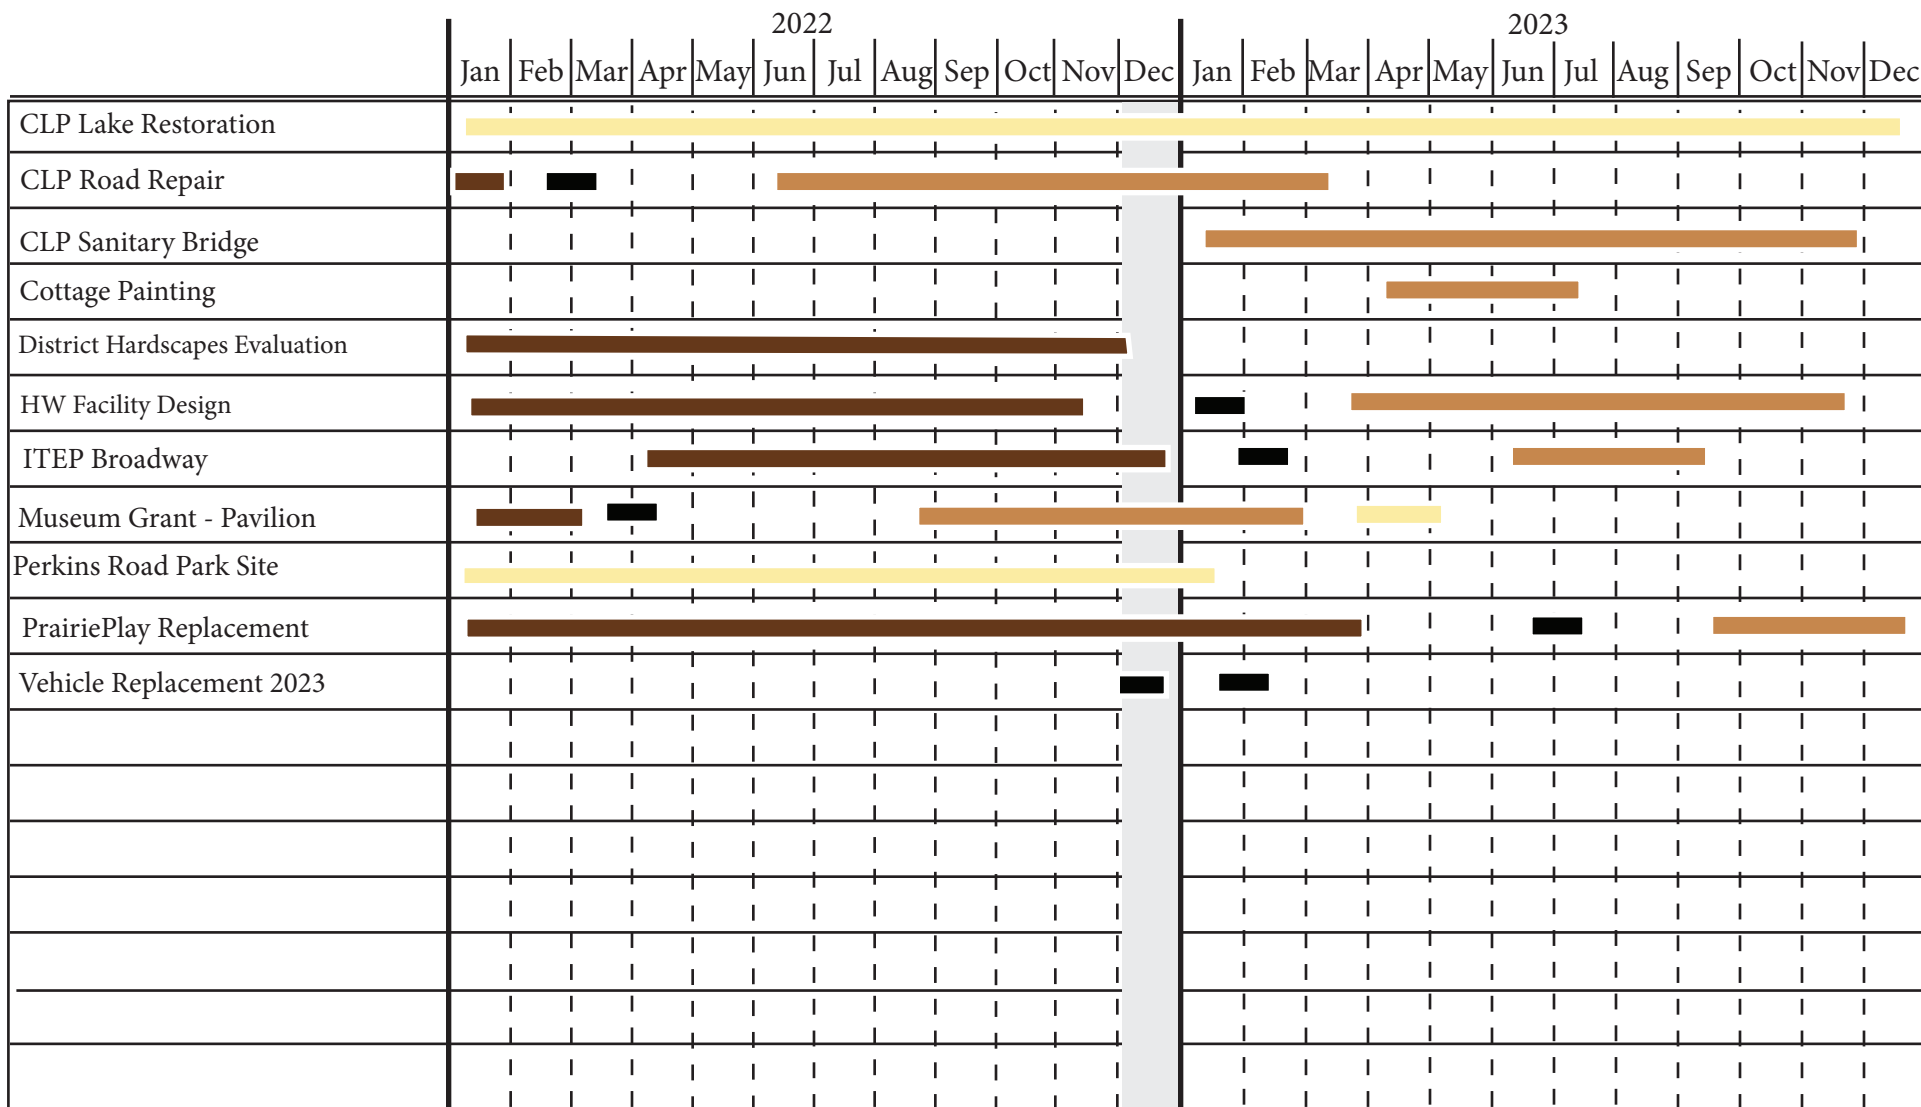 2022 2023
Jan Feb Mar Apr May Jun Jul Aug Sep Oct Nov Dec Jan Feb Mar Apr May Jun Jul Aug Sep Oct Nov Dec
CLP Lake Restoration
CLP Road Repair
CLP Sanitary Bridge
Cottage Painting
District Hardscapes Evaluation
HW Facility Design
ITEP Broadway
Museum Grant - Pavilion
Perkins Road Park Site
PrairiePlay Replacement
Vehicle Replacement 2023